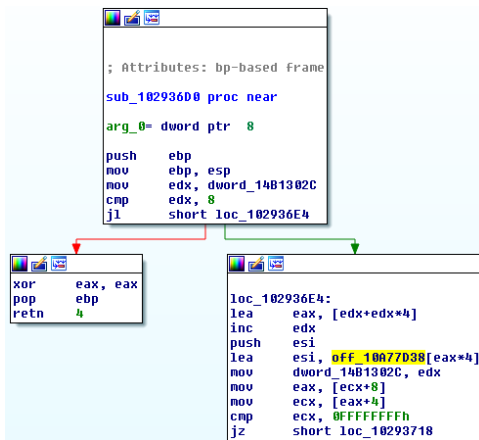 ; Attributes: bp-based frame
sub_102936D0 proc near
arg_0= dword ptr  8
push    ebp
mov     ebp, esp
mov     edx, dword_14B1302C
cmp     edx, 8
jl      short loc_102936E4
xor     eax, eax
pop     ebp
retn    4
loc_102936E4:
lea     eax, [edx+edx*4]
inc     edx
push    esi
lea     esi, off_10A77D38[eax*4]
mov     dword_14B1302C, edx
mov     eax, [ecx+8]
mov     ecx, [eax+4]
cmp     ecx, 0FFFFFFFFh
jz      short loc_10293718